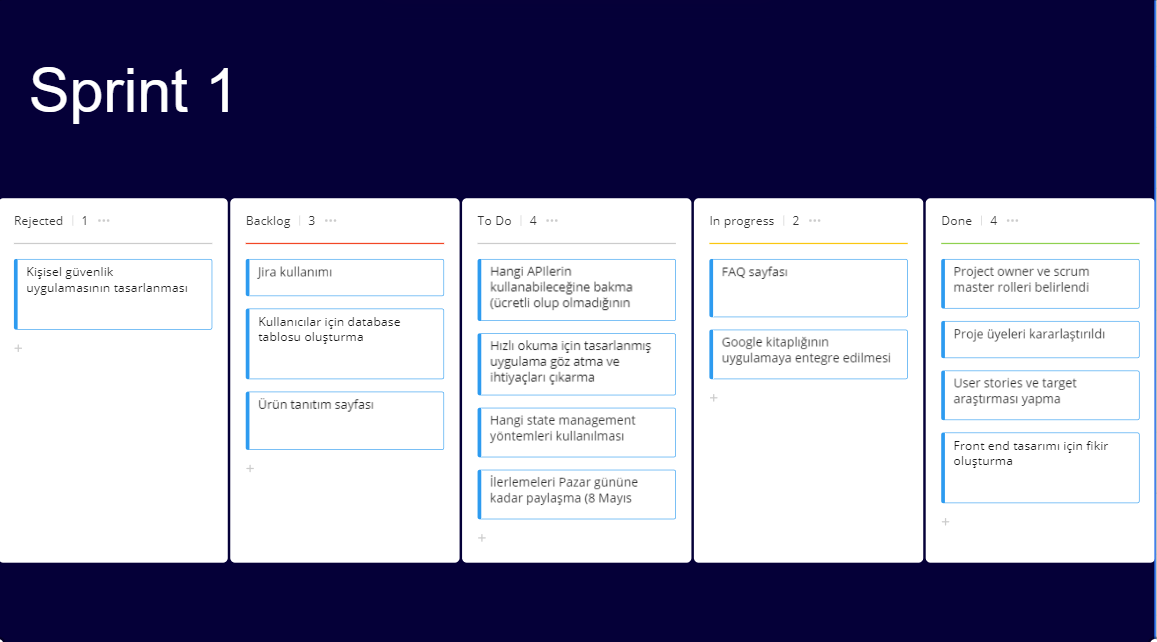 Sprint 1
Rejected 1
Kişisel güvenlik
uygulamasının tasarlanması
Backlog 3
Jira kullanımı
Kullanıcılar için database
tablosu oluşturma
Ürün tanıtım sayfası
To Do 4
Hangi APIlerin
kullanabileceğine bakma
(ücretli olup olmadığının
Hızlı okuma için tasarlanmış
uygulama göz atma ve
ihtiyaçları çıkarma
Hangi state management
yöntemleri kullanılması
İlerlemeleri Pazar gününe
kadar paylaşma (8 Mayıs
In progress 2
FAQ sayfası
Google kitaplığının
uygulamaya entegre edilmesi
Done 4
Project owner ve scrum
master rolleri belirlendi
Proje üyeleri kararlaştırıldı
User stories ve target
araştırması yapma
Front end tasarımı için fikir
oluşturma